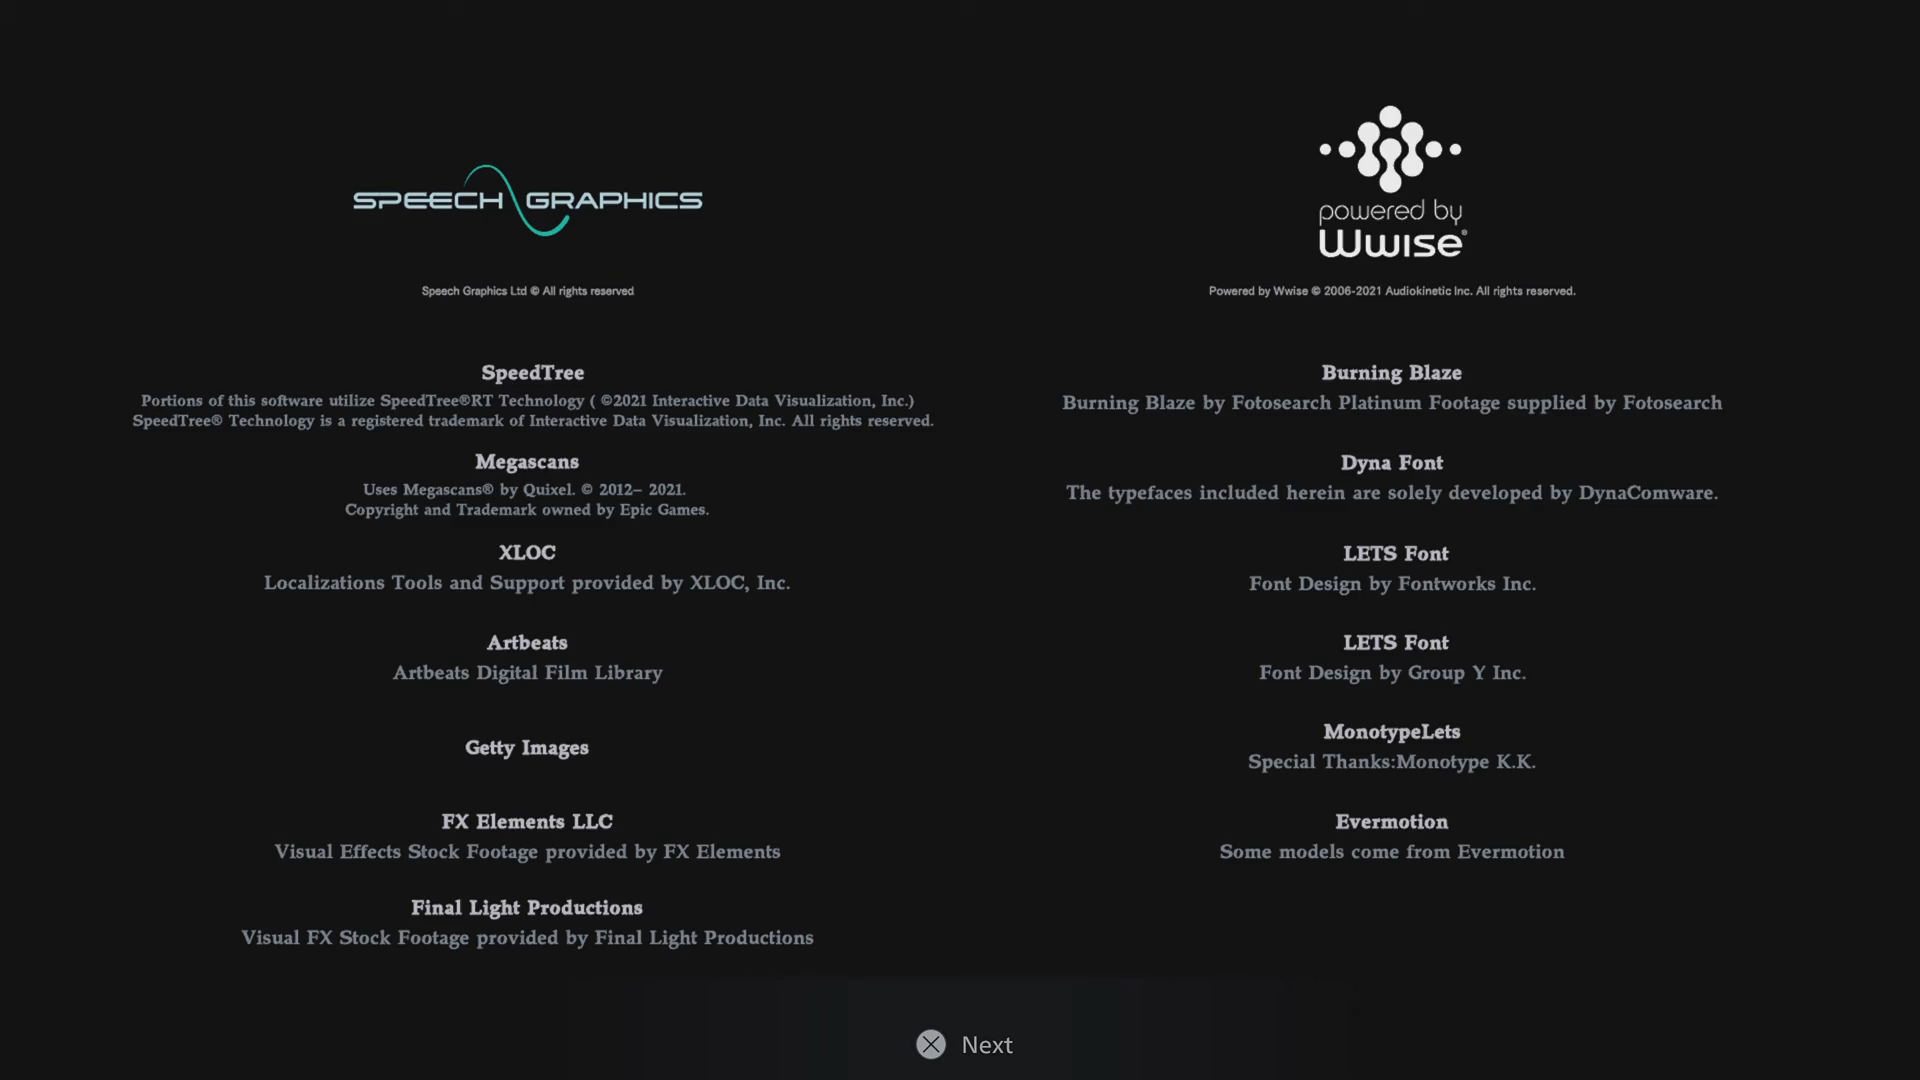 SPEECH GRAPHICS
Speech Graphics Ltd © All rights reserved
SpeedTree
Portions of this software utilize SpeedTree®RT Technology ( ©2021 Interactive Data Visualization, Inc.)
SpeedTree® Technology is a registered trademark of Interactive Data Visualization, Inc. All rights reserved.
Megascans
Uses Megascans® by Quixel. © 2012– 2021.
Copyright and Trademark owned by Epic Games.
XLOC
Localizations Tools and Support provided by XLOC, Inc.
Artbeats
Artbeats Digital Film Library
Getty Images
FX Elements LLC
Visual Effects Stock Footage provided by FX Elements
Final Light Productions
Visual FX Stock Footage provided by Final Light Productions
powered by
Wwise®
Powered by Wwise © 2006-2021 Audiokinetic Inc. All rights reserved.
Burning Blaze
Burning Blaze by Fotosearch Platinum Footage supplied by Fotosearch
Dyna Font
The typefaces included herein are solely developed by DynaComware.
LETS Font
Font Design by Fontworks Inc.
LETS Font
Font Design by Group Y Inc.
MonotypeLets
Special Thanks:Monotype K.K.
Evermotion
Some models come from Evermotion
Next